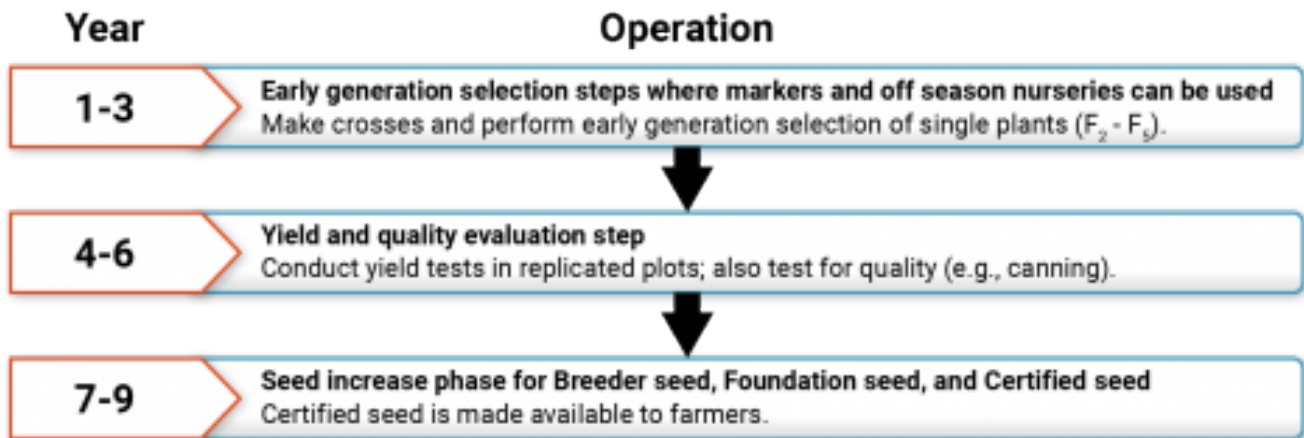 Year Operation
1-3
Early generation selection steps where markers and off season nurseries can be used
Make crosses and perform early generation selection of single plants (F₂ - F₅).
4-6
Yield and quality evaluation step
Conduct yield tests in replicated plots; also test for quality (e.g., canning).
7-9
Seed increase phase for Breeder seed, Foundation seed, and Certified seed
Certified seed is made available to farmers.